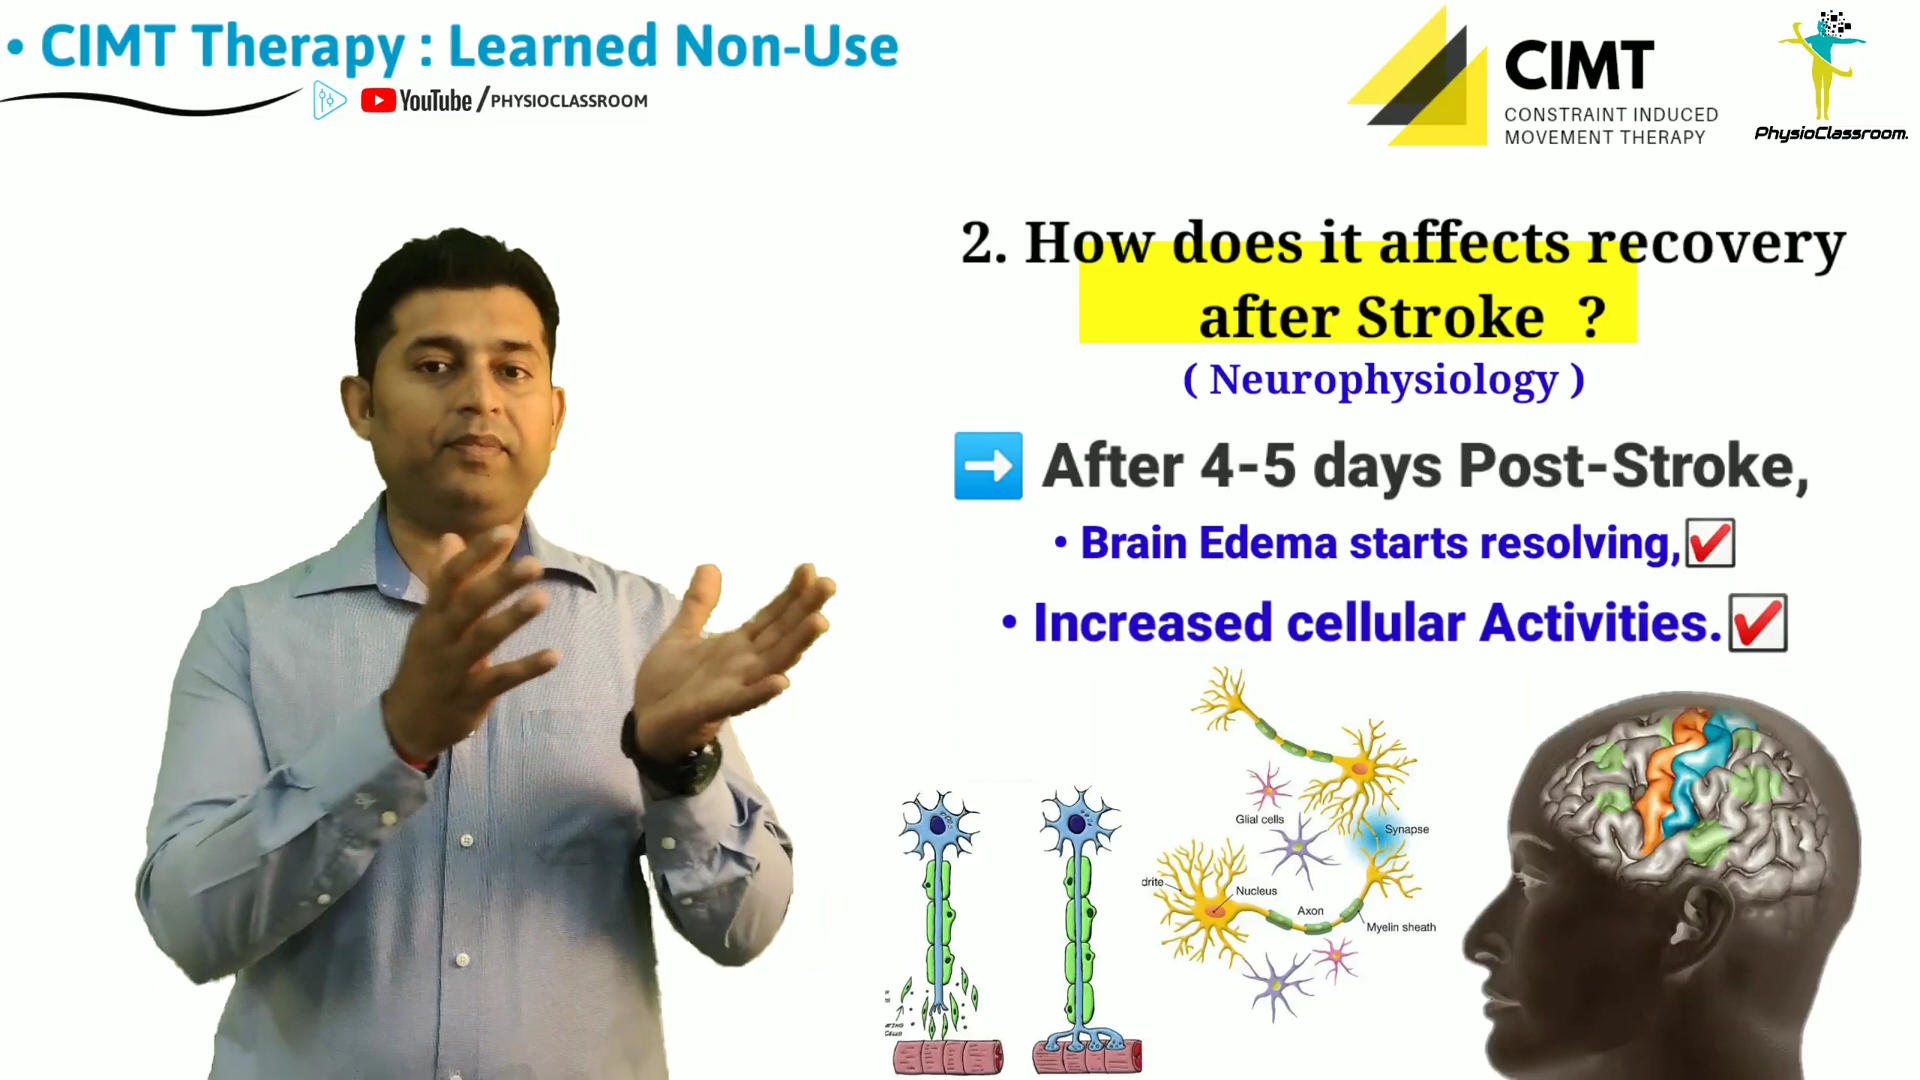 • CIMT Therapy : Learned Non-Use
YouTube /PHYSIOCLASSROOM
CIMT
CONSTRAINT INDUCED
MOVEMENT THERAPY
PhysioClassroom.
2. How does it affects recovery
after Stroke ?
( Neurophysiology )
➡ After 4-5 days Post-Stroke,
• Brain Edema starts resolving,
• Increased cellular Activities.
Glial cells
Synapse
drite
Nucleus
Axon
Myelin sheath